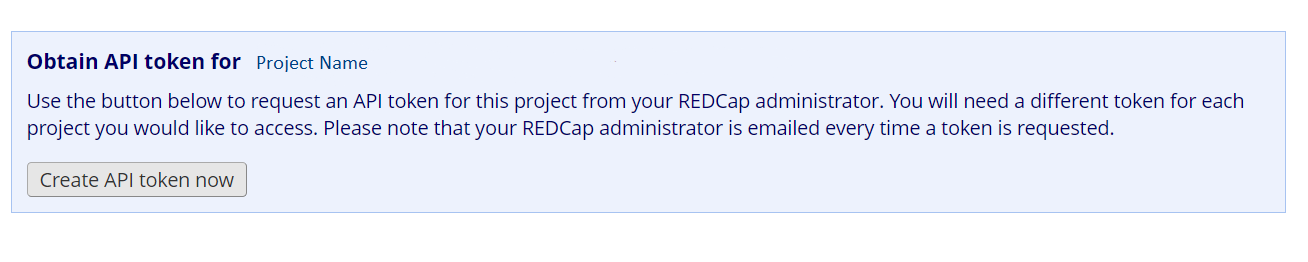 Obtain API token for Project Name
Use the button below to request an API token for this project from your REDCap administrator. You will need a different token for each
project you would like to access. Please note that your REDCap administrator is emailed every time a token is requested.
Create API token now